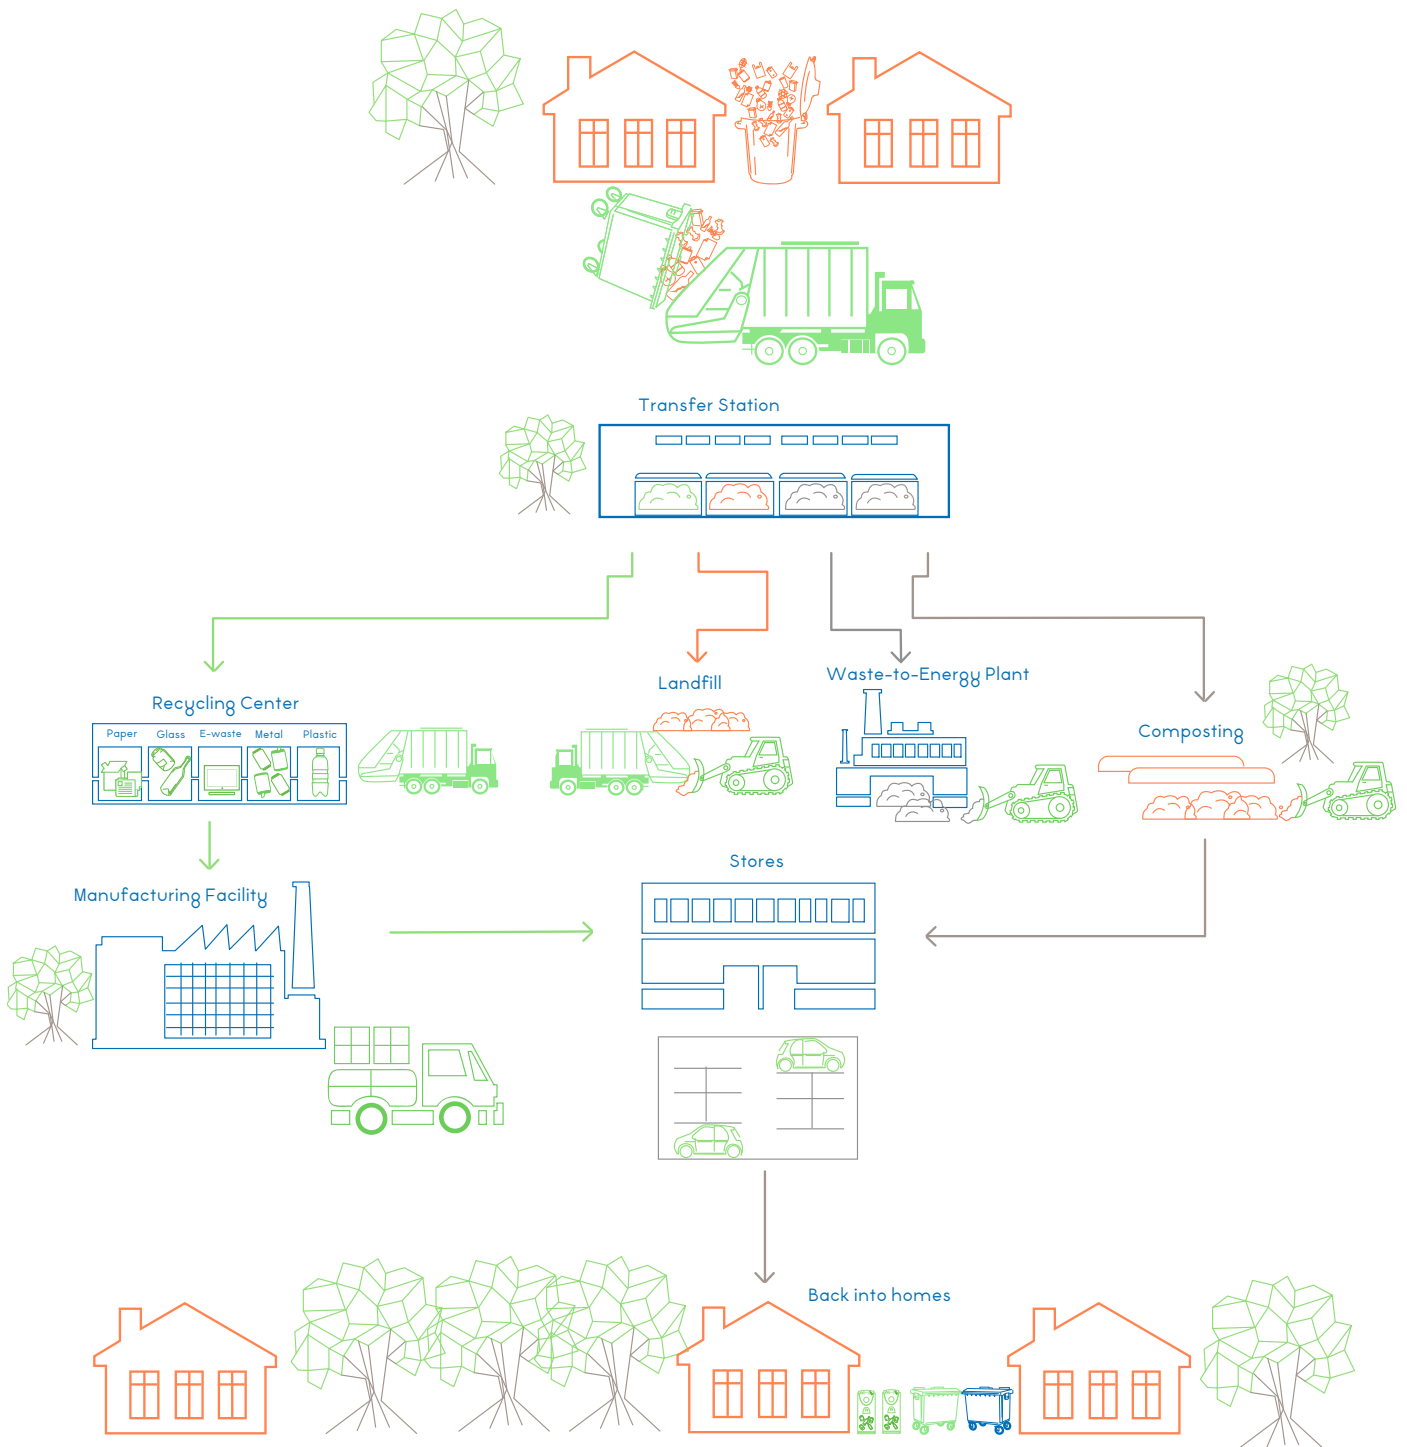 Transfer Station
Landfill
Waste-to-Energy Plant
Recycling Center
Composting
Paper
Glass
E-waste
Metal
Plastic
Stores
Manufacturing Facility
Back into homes